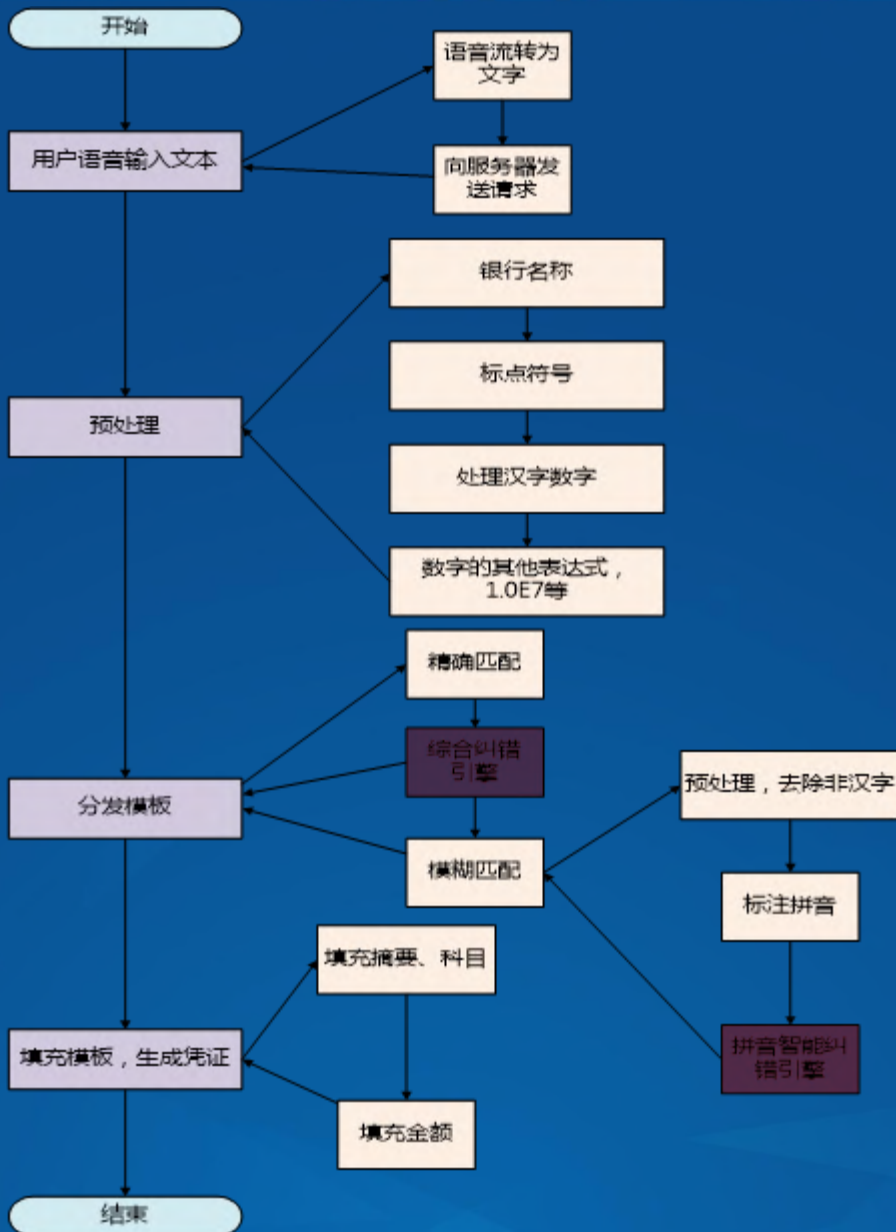 开始
语音流转为
文字
用户语音输入文本
向服务器发
送请求
银行名称
标点符号
预处理
处理汉字数字
数字的其他表达式，
1.0E7等
精确匹配
综合纠错
引擎
分发模板
模糊匹配
预处理，去除非汉字
标注拼音
拼音智能纠
错引擎
填充摘要、科目
填充模板，生成凭证
填充金额
结束